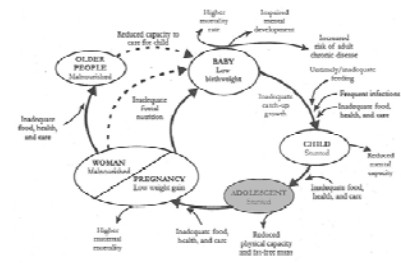 Higher
mortality
rate
Impaired
mental
development
Increased
risk of adult
chronic disease
Reduced capacity to
care for child
OLDER
PEOPLE
Malnourished
BABY
Low
birthweight
Untimely/inadequate
feeding
Frequent infections
Inadequate food,
health, and care
Inadequate
catch-up
growth
Inadequate
foetal
nutrition
Inadequate
food, health,
and care
CHILD
Stunted
Reduced
mental
capacity
WOMAN
Malnourished
PREGNANCY
Low weight gain
ADOLESCENT
Stunted
Inadequate food,
health, and care
Higher
maternal
mortality
Inadequate food,
health, and care
Reduced
physical capacity
and fat-free mass